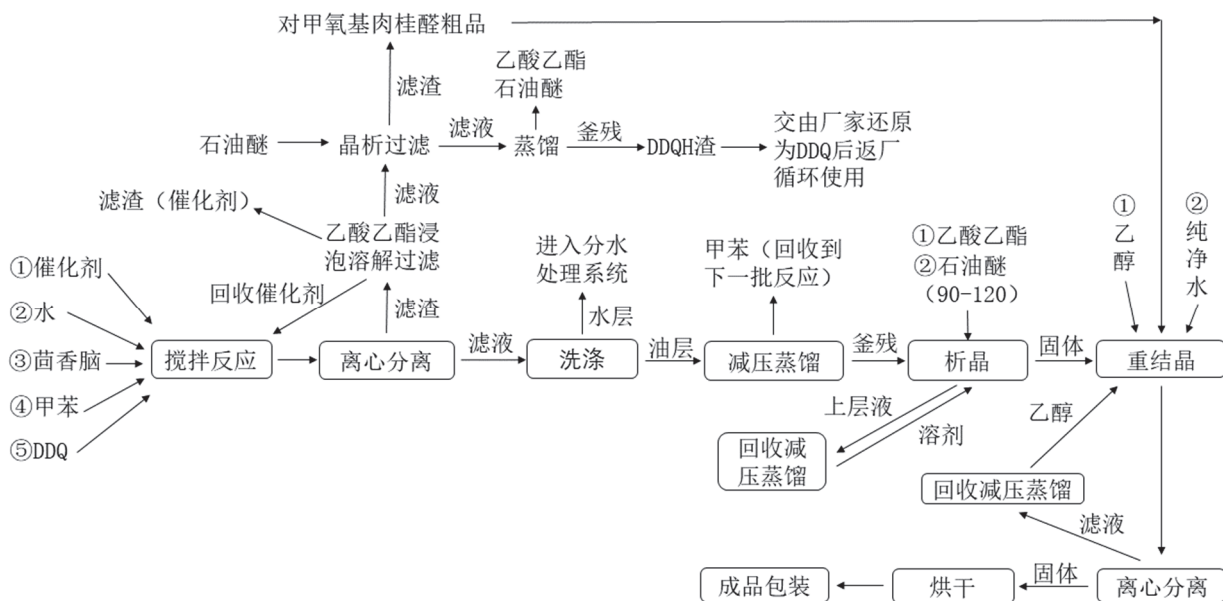 对甲氧基肉桂醛粗品
滤渣
乙酸乙酯
石油醚
石油醚
晶析过滤
滤液
蒸馏
釜残
DDQH渣
交由厂家还原
为DDQ后返厂
循环使用
滤液
滤渣（催化剂）
乙酸乙酯浸
泡溶解过滤
进入分水
处理系统
甲苯（回收到
下一批反应）
①乙酸乙酯
②石油醚
（90-120）
①乙醇
②纯净水
①催化剂
回收催化剂
滤渣
水层
②水
③茴香脑
④甲苯
⑤DDQ
搅拌反应
离心分离
滤液
洗涤
油层
减压蒸馏
釜残
析晶
固体
重结晶
上层液
溶剂
乙醇
回收减
压蒸馏
回收减压蒸馏
滤液
成品包装
烘干
固体
离心分离